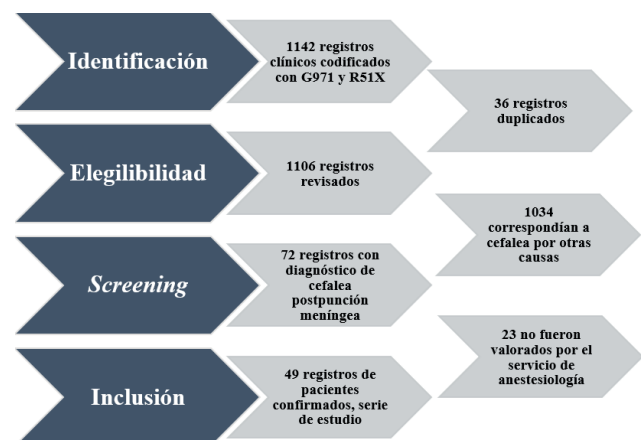 Identificación
1142 registros
clínicos codificados
con G971 y R51X
36 registros
duplicados
Elegilibilidad
1106 registros
revisados
1034
correspondían a
cefalea por otras
causas
Screening
72 registros con
diagnóstico de
cefalea
postpunción
meníngea
23 no fueron
valorados por el
servicio de
anestesiología
Inclusión
49 registros de
pacientes
confirmados, serie
de estudio